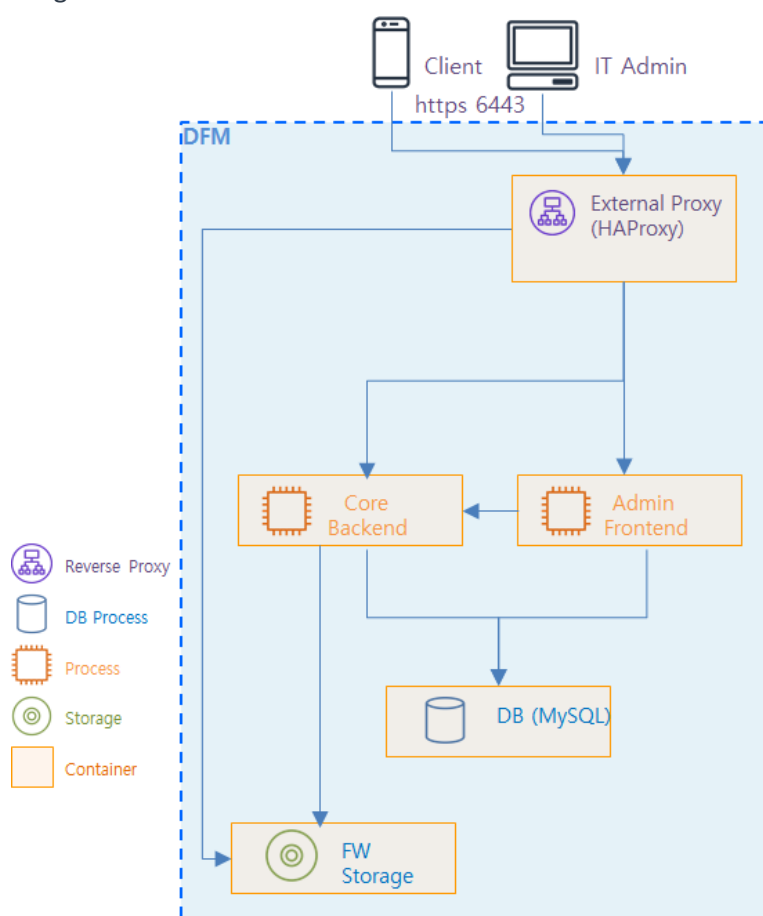 Client
IT Admin
https 6443
DFM
External Proxy
(HAProxy)
Core
Backend
Admin
Frontend
Reverse Proxy
DB Process
Process
Storage
Container
DB (MySQL)
FW
Storage